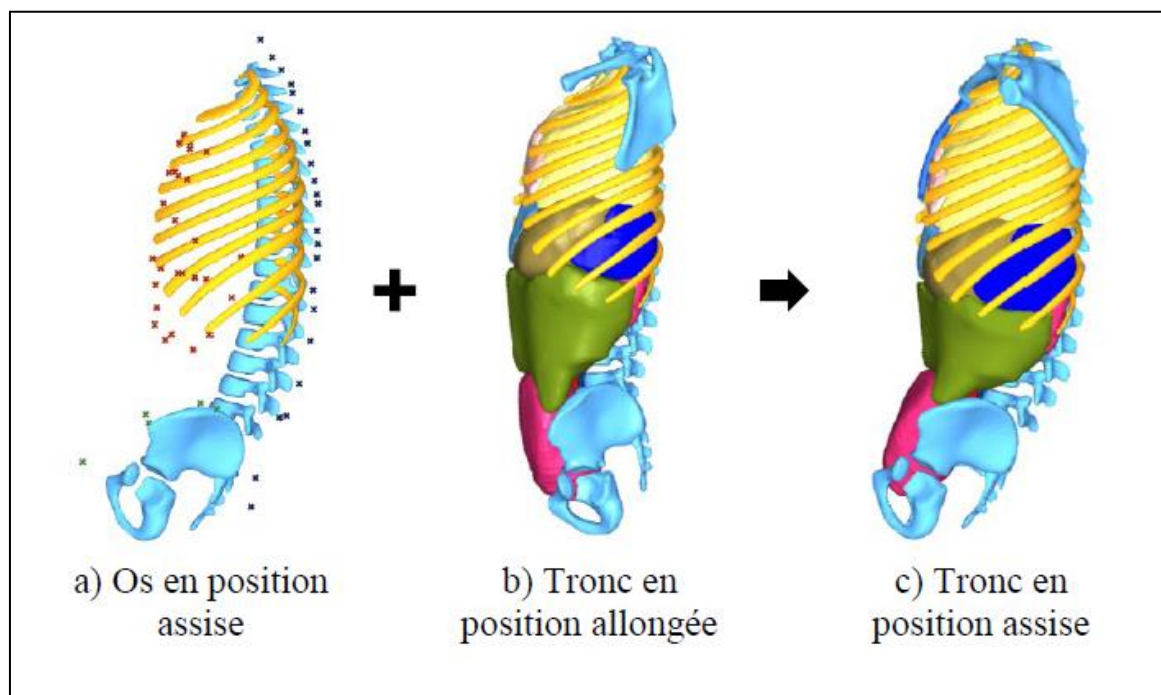 a) Os en position
assise
b) Tronc en
position allongée
c) Tronc en
position assise